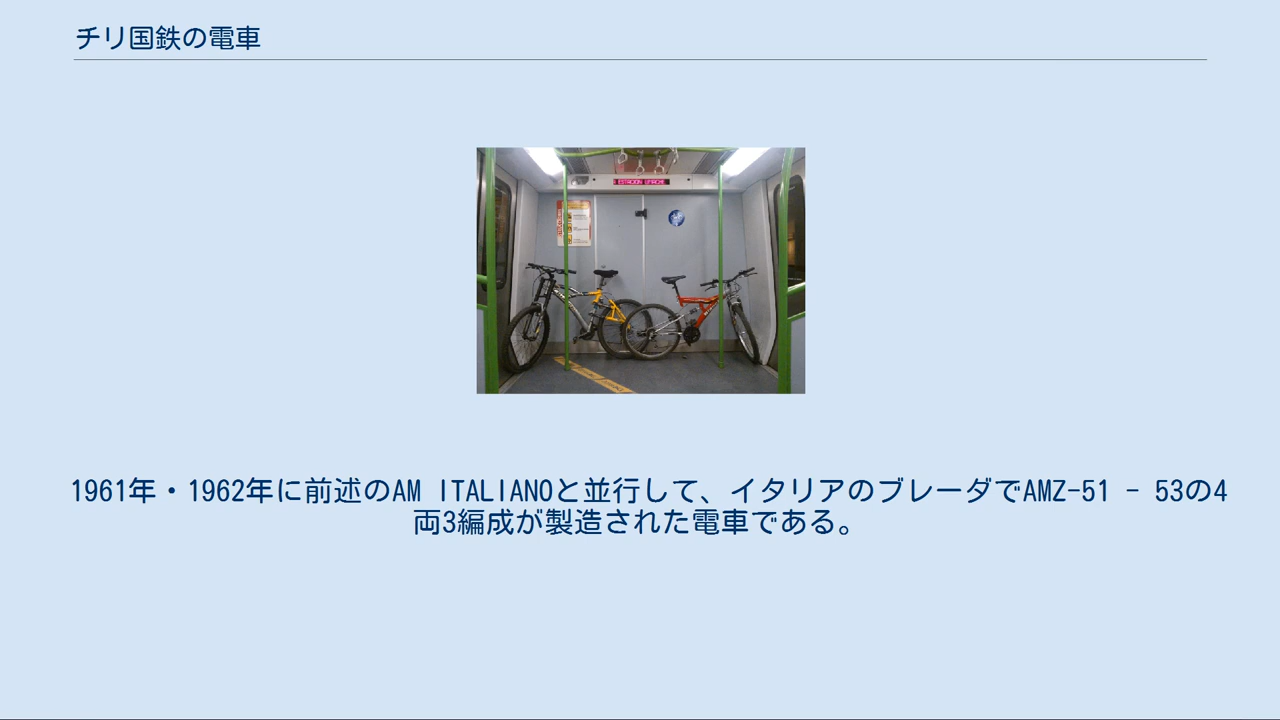 チリ国鉄の電車
ESTACION LIMACHE
1961年・1962年に前述のAM ITALIANOと並行して、イタリアのブレーダでAMZ-51 - 53の4
両3編成が製造された電車である。